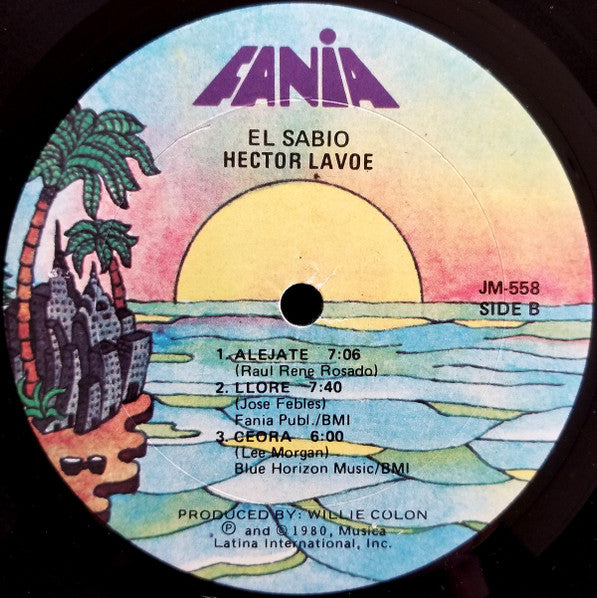 FANIA
EL SABIO
HECTOR LAVOE
JM-558
SIDE B
1. ALEJATE 7:06
(Raul Rene Rosado)
2. LLORE 7:40
(Jose Febles)
Fania Publ./BMI
3. CEORA 6:00
(Lee Morgan)
Blue Horizon Music/BMI
PRODUCED BY: WILLIE COLON
℗ and © 1980, Musica
Latina International, Inc.